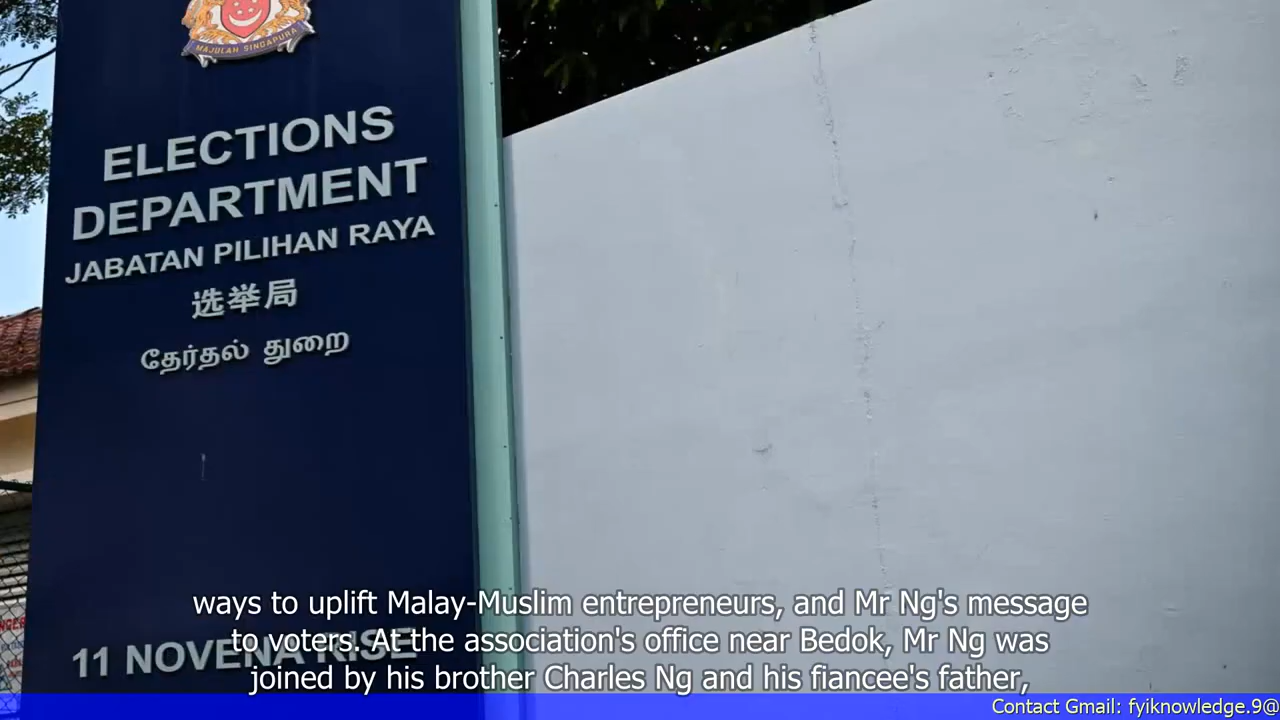 MAJULAH SINGAPURA
ELECTIONS
DEPARTMENT
JABATAN PILIHAN RAYA
选举局
தேர்தல் துறை
11 NOVENA RISE
ways to uplift Malay-Muslim entrepreneurs, and Mr Ng's message
to voters. At the association's office near Bedok, Mr Ng was
joined by his brother Charles Ng and his fiancee's father,
Contact Gmail: fyiknowledge.9@